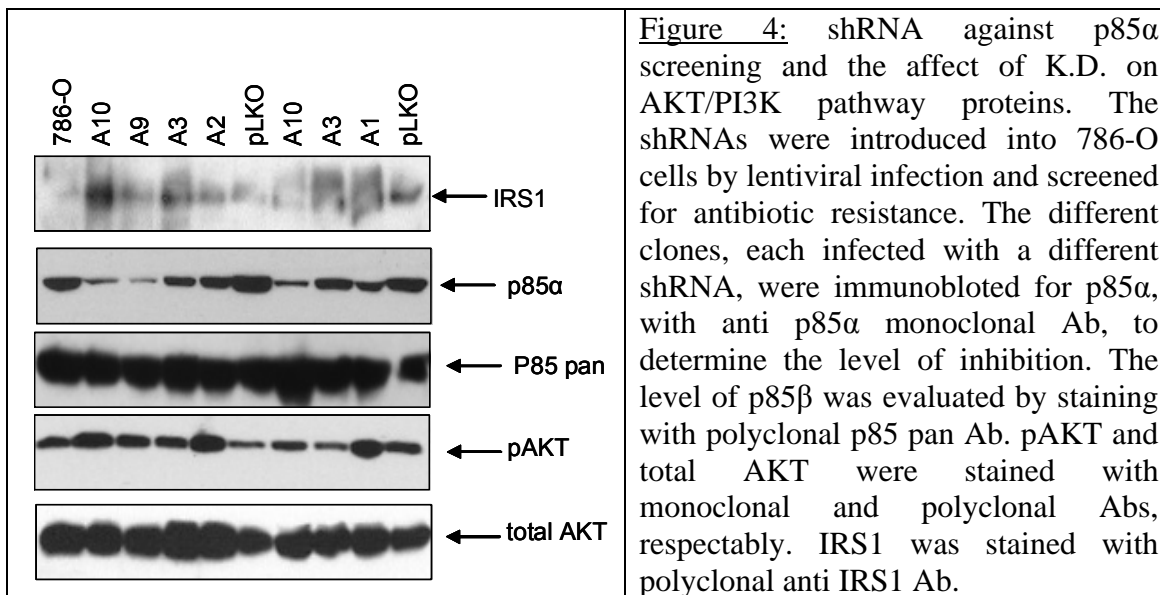 786-O
A10
A9
A3
A2
pLKO
A10
A3
A1
pLKO
IRS1
p85α
P85 pan
pAKT
total AKT
Figure 4: shRNA against p85α
screening and the affect of K.D. on
AKT/PI3K pathway proteins. The
shRNAs were introduced into 786-O
cells by lentiviral infection and screened
for antibiotic resistance. The different
clones, each infected with a different
shRNA, were immunobloted for p85α,
with anti p85α monoclonal Ab, to
determine the level of inhibition. The
level of p85β was evaluated by staining
with polyclonal p85 pan Ab. pAKT and
total AKT were stained with
monoclonal and polyclonal Abs,
respectably. IRS1 was stained with
polyclonal anti IRS1 Ab.